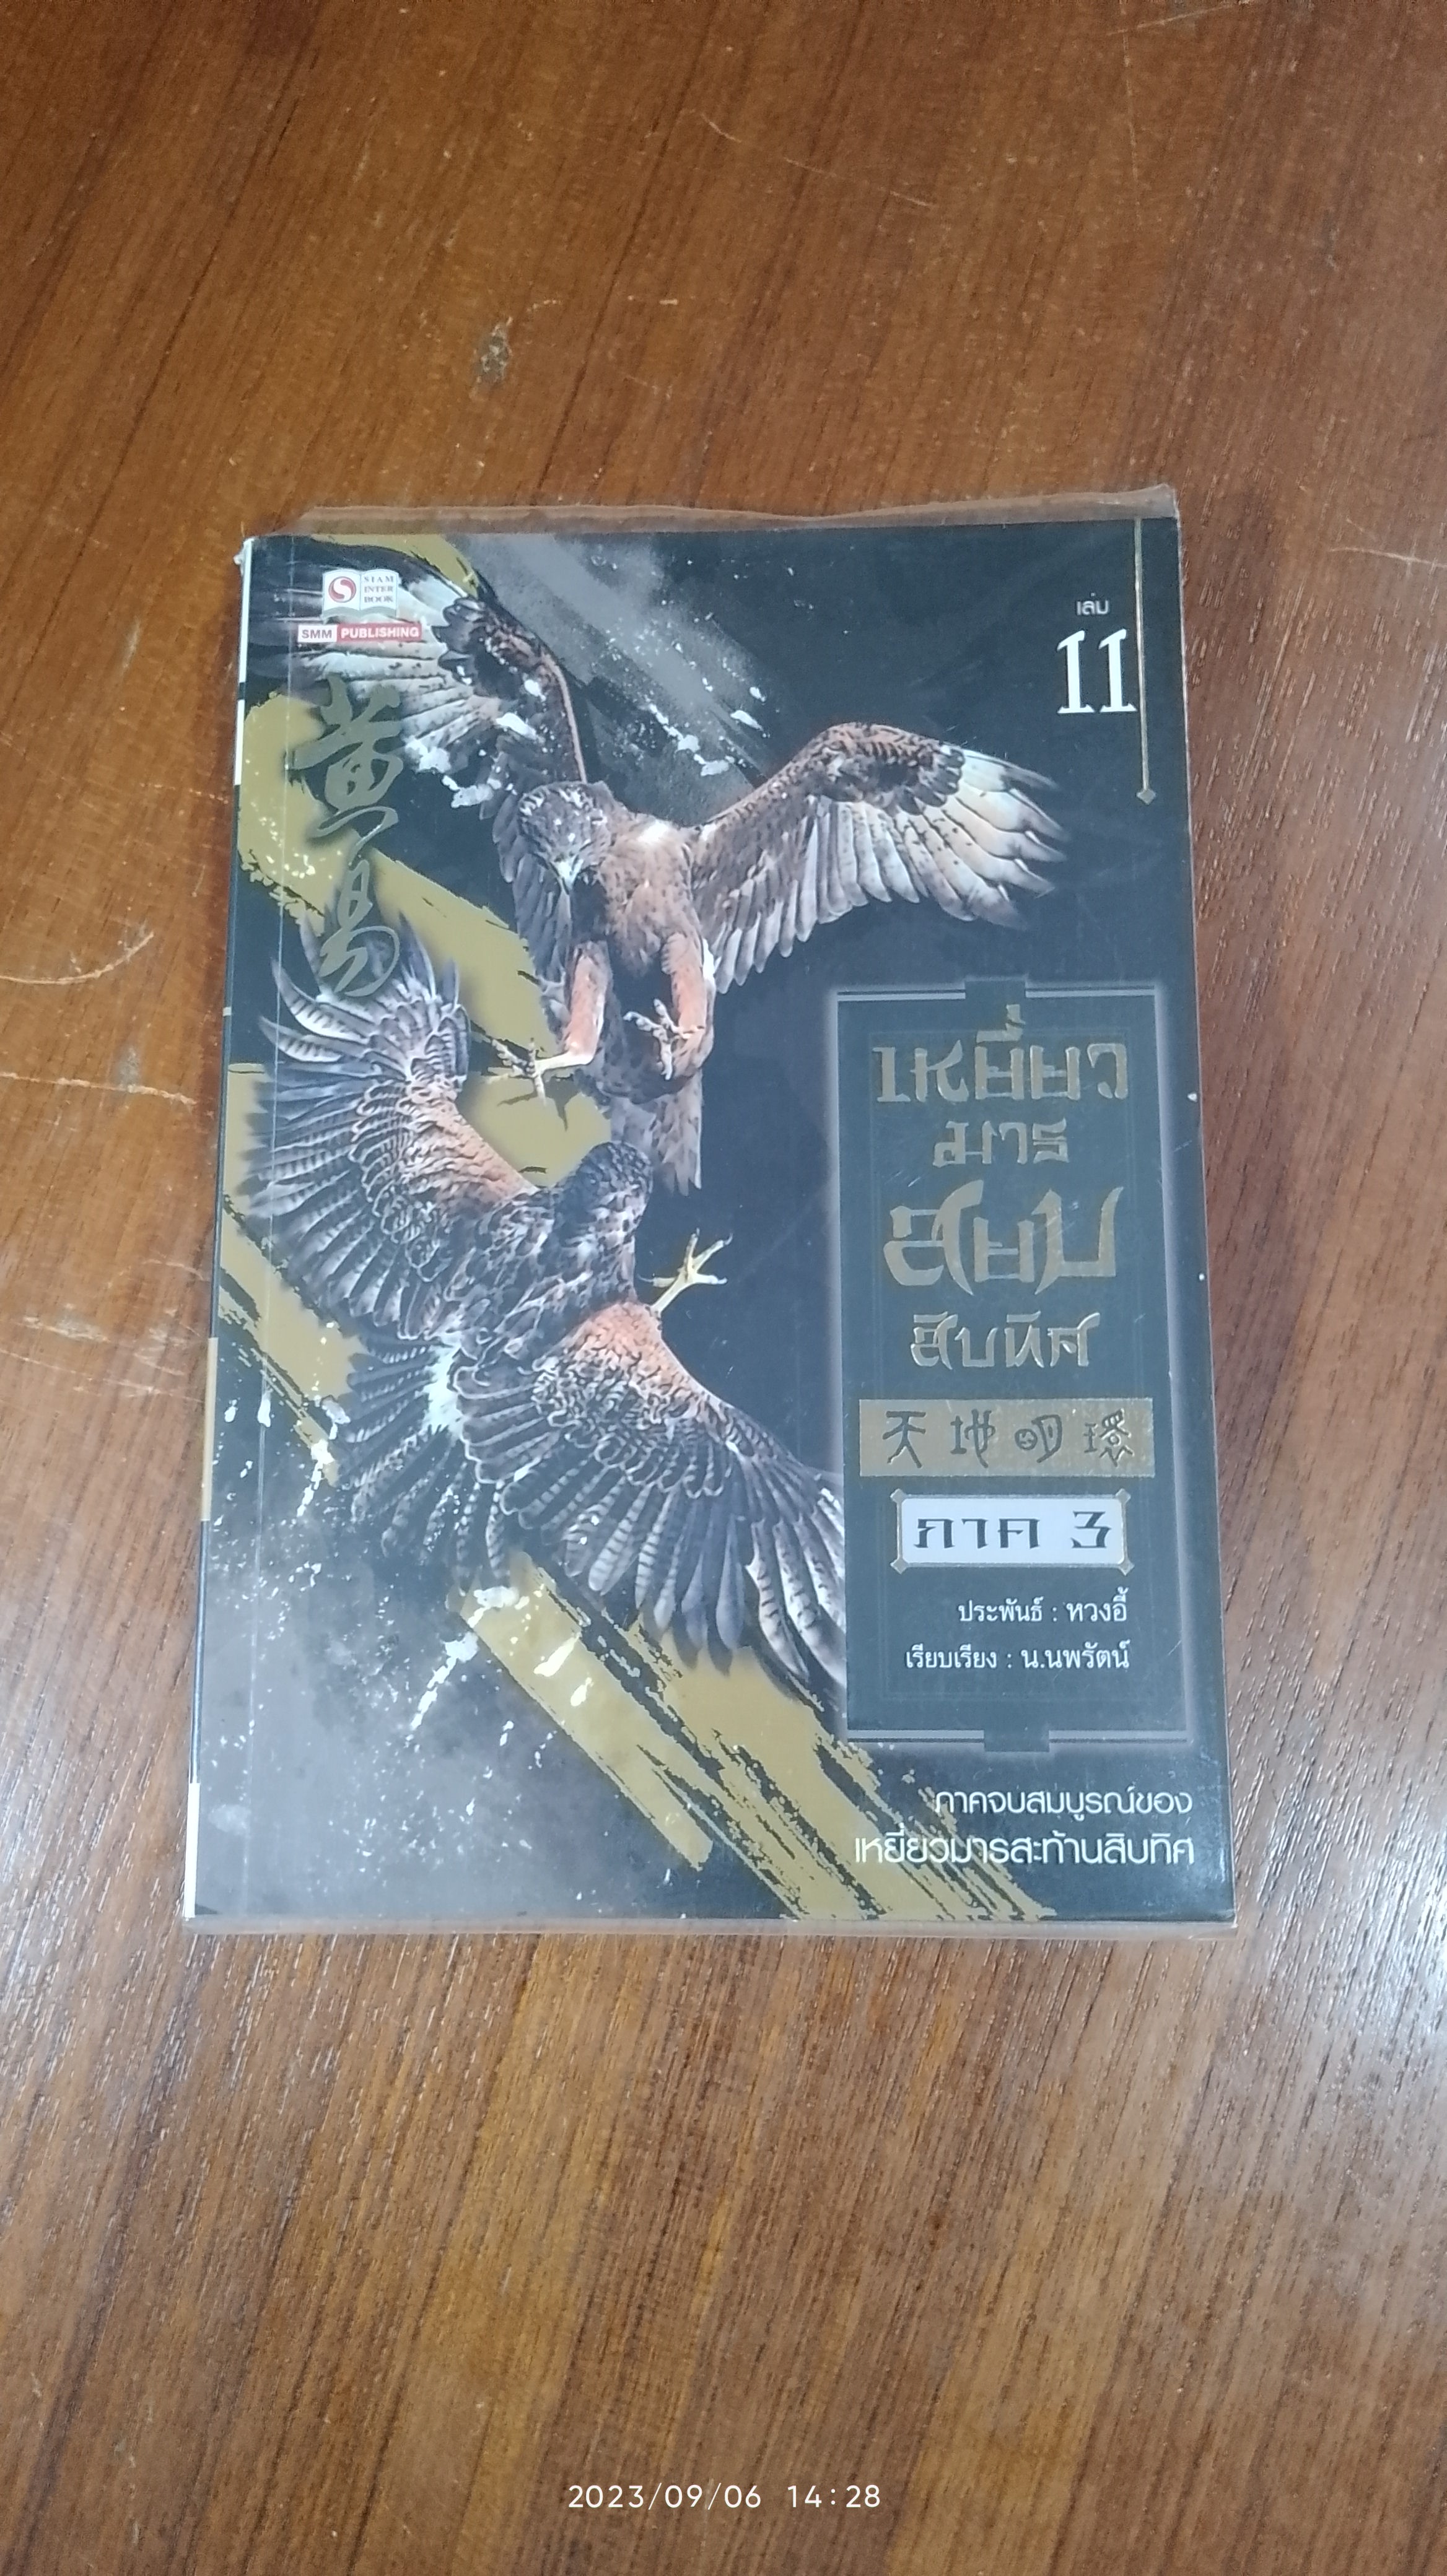 SIAM
INTER
BOOK
SMM PUBLISHING
黄
易
เล่ม
11
เหยี่ยว
มาร
สยบ
สิบทิศ
天地明環
ภาค 3
ประพันธ์ : หวงอี้
เรียบเรียง : น.นพรัตน์
ภาคจบสมบูรณ์ของ
เหยี่ยวมารสะท้านสิบทิศ
2023/09/06 14:28